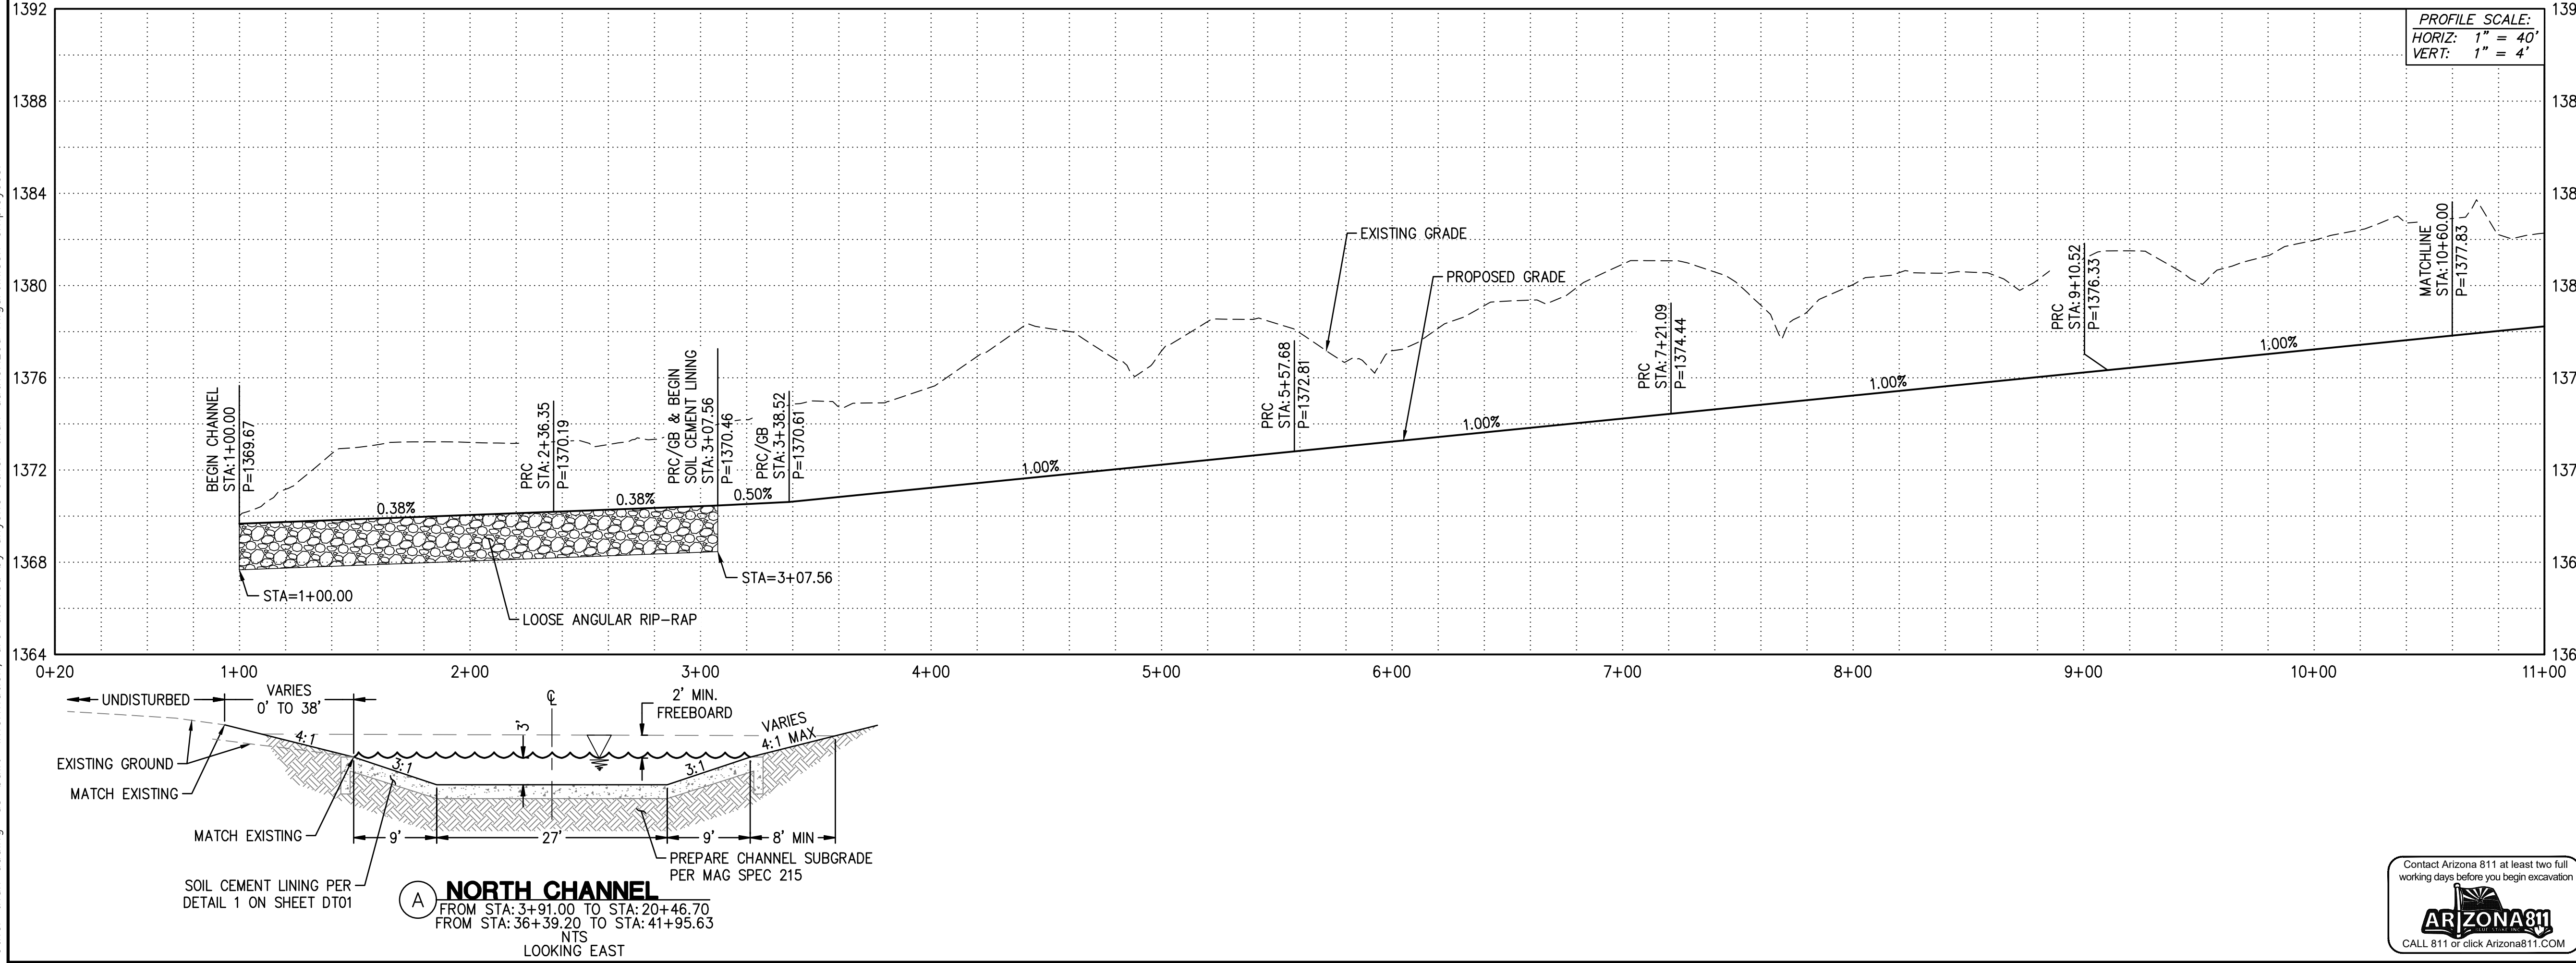 1392
1388
1384
1380
1376
1372
1368
1364
139
138
138
138
137
137
136
136
PROFILE SCALE:
HORIZ: 1" = 40'
VERT: 1" = 4'
BEGIN CHANNEL
STA:1+00.00
P=1369.67
PRC
STA:2+36.35
P=1370.19
PRC/GB & BEGIN
SOIL CEMENT LINING
STA:3+07.56
P=1370.46
PRC/GB
STA:3+38.52
P=1370.61
PRC
STA:5+57.68
P=1372.81
PRC
STA:7+21.09
P=1374.44
PRC
STA:9+10.52
P=1376.33
MATCHLINE
STA:10+60.00
P=1377.83
EXISTING GRADE
PROPOSED GRADE
0.38%
0.38%
0.50%
1.00%
1.00%
1.00%
1.00%
STA=1+00.00
STA=3+07.56
LOOSE ANGULAR RIP-RAP
0+20
1+00
2+00
3+00
4+00
5+00
6+00
7+00
8+00
9+00
10+00
11+00
UNDISTURBED
VARIES
0' TO 38'
℄
2' MIN.
FREEBOARD
VARIES
4:1 MAX
4:1
3'
3:1
3:1
EXISTING GROUND
MATCH EXISTING
MATCH EXISTING
9'
27'
9'
8' MIN
PREPARE CHANNEL SUBGRADE
PER MAG SPEC 215
SOIL CEMENT LINING PER
DETAIL 1 ON SHEET DT01
A
NORTH CHANNEL
FROM STA:3+91.00 TO STA:20+46.70
FROM STA:36+39.20 TO STA:41+95.63
NTS
LOOKING EAST
Contact Arizona 811 at least two full
working days before you begin excavation
ARIZONA811
BLUE STAKE INC.
CALL 811 or click Arizona811.COM